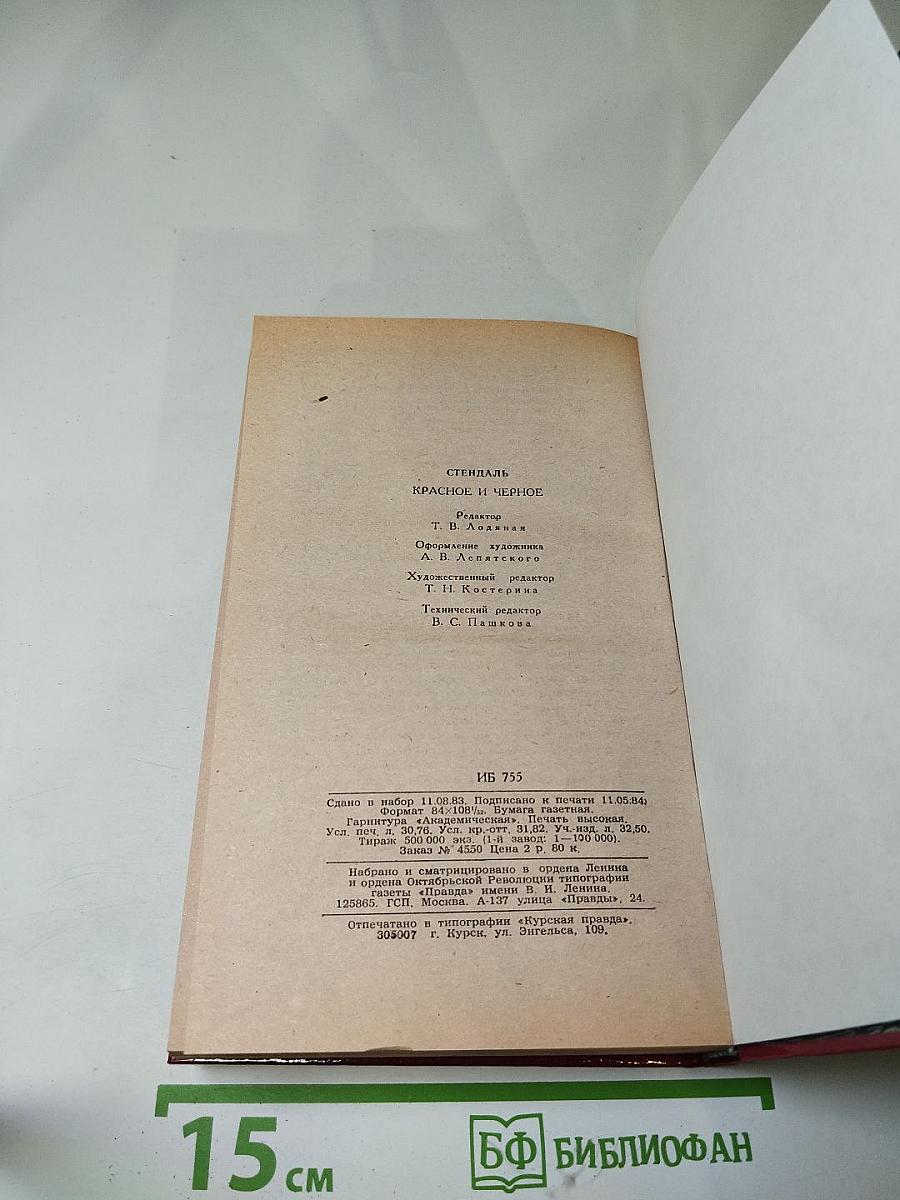 СТЕНДАЛЬ
КРАСНОЕ И ЧЕРНОЕ
Редактор
Т. В. Лодяная
Оформление художника
А. В. Лепятского
Художественный редактор
Т. Н. Костерина
Технический редактор
В. С. Пашкова
ИБ 755
Сдано в набор 11.08.83. Подписано к печати 11.05.84.
Формат 84×108¹/₃₂. Бумага газетная.
Гарнитура «Академическая». Печать высокая.
Усл. печ. л. 30,76. Усл. кр.-отт. 31,82. Уч.-изд. л. 32,50.
Тираж 500 000 экз. (1-й завод: 1—100 000).
Заказ № 4550 Цена 2 р. 80 к.
Набрано и сматрицировано в ордена Ленина
и ордена Октябрьской Революции типографии
газеты «Правда» имени В. И. Ленина.
125865. ГСП, Москва. А-137 улица «Правды», 24.
Отпечатано в типографии «Курская правда».
305007 г. Курск, ул. Энгельса, 109.
15 см
БФ БИБЛИОФАН